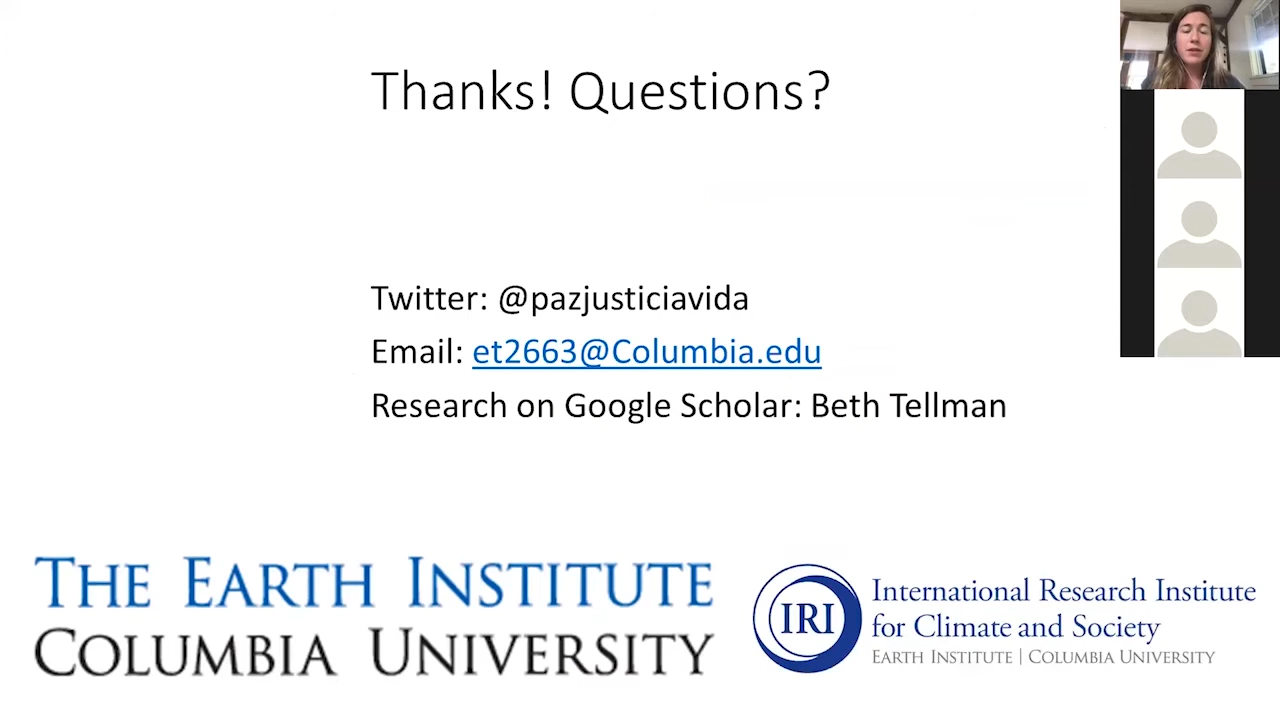 Thanks! Questions?
Twitter: @pazjusticiavida
Email: et2663@Columbia.edu
Research on Google Scholar: Beth Tellman
THE EARTH INSTITUTE
COLUMBIA UNIVERSITY
IRI
International Research Institute
for Climate and Society
EARTH INSTITUTE | COLUMBIA UNIVERSITY